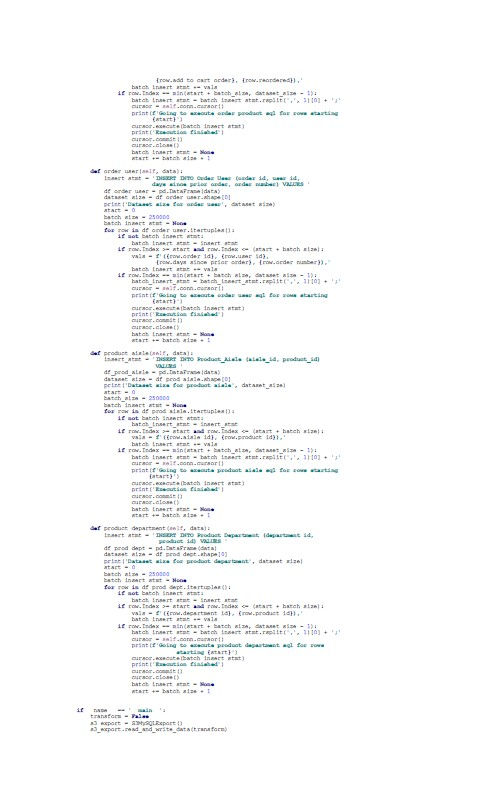 {row.add_to_cart_order}, {row.reordered}),'
batch_insert_stmt += vals
if row.Index == min(start + batch_size, dataset_size - 1):
batch_insert_stmt = batch_insert_stmt.rsplit(',', 1)[0] + ';'
cursor = self.conn.cursor()
print(f'Going to execute order_product sql for rows starting
{start}')
cursor.execute(batch_insert_stmt)
print('Execution finished')
cursor.commit()
cursor.close()
batch_insert_stmt = None
start += batch_size + 1
def order_user(self, data):
insert_stmt = 'INSERT INTO Order_User (order_id, user_id,
days_since_prior_order, order_number) VALUES '
df_order_user = pd.DataFrame(data)
dataset_size = df_order_user.shape[0]
print('Dataset size for order_user', dataset_size)
start = 0
batch_size = 250000
batch_insert_stmt = None
for row in df_order_user.itertuples():
if not batch_insert_stmt:
batch_insert_stmt = insert_stmt
if row.Index >= start and row.Index <= (start + batch_size):
vals = f'({row.order_id}, {row.user_id},
{row.days_since_prior_order}, {row.order_number}),'
batch_insert_stmt += vals
if row.Index == min(start + batch_size, dataset_size - 1):
batch_insert_stmt = batch_insert_stmt.rsplit(',', 1)[0] + ';'
cursor = self.conn.cursor()
print(f'Going to execute order_user sql for rows starting
{start}')
cursor.execute(batch_insert_stmt)
print('Execution finished')
cursor.commit()
cursor.close()
batch_insert_stmt = None
start += batch_size + 1
def product_aisle(self, data):
insert_stmt = 'INSERT INTO Product_Aisle (aisle_id, product_id)
VALUES '
df_prod_aisle = pd.DataFrame(data)
dataset_size = df_prod_aisle.shape[0]
print('Dataset size for product_aisle', dataset_size)
start = 0
batch_size = 250000
batch_insert_stmt = None
for row in df_prod_aisle.itertuples():
if not batch_insert_stmt:
batch_insert_stmt = insert_stmt
if row.Index >= start and row.Index <= (start + batch_size):
vals = f'({row.aisle_id}, {row.product_id}),'
batch_insert_stmt += vals
if row.Index == min(start + batch_size, dataset_size - 1):
batch_insert_stmt = batch_insert_stmt.rsplit(',', 1)[0] + ';'
cursor = self.conn.cursor()
print(f'Going to execute product_aisle sql for rows starting
{start}')
cursor.execute(batch_insert_stmt)
print('Execution finished')
cursor.commit()
cursor.close()
batch_insert_stmt = None
start += batch_size + 1
def product_department(self, data):
insert_stmt = 'INSERT INTO Product_Department (department_id,
product_id) VALUES '
df_prod_dept = pd.DataFrame(data)
dataset_size = df_prod_dept.shape[0]
print('Dataset size for product_department', dataset_size)
start = 0
batch_size = 250000
batch_insert_stmt = None
for row in df_prod_dept.itertuples():
if not batch_insert_stmt:
batch_insert_stmt = insert_stmt
if row.Index >= start and row.Index <= (start + batch_size):
vals = f'({row.department_id}, {row.product_id}),'
batch_insert_stmt += vals
if row.Index == min(start + batch_size, dataset_size - 1):
batch_insert_stmt = batch_insert_stmt.rsplit(',', 1)[0] + ';'
cursor = self.conn.cursor()
print(f'Going to execute product_department sql for rows
starting {start}')
cursor.execute(batch_insert_stmt)
print('Execution finished')
cursor.commit()
cursor.close()
batch_insert_stmt = None
start += batch_size + 1
if __name__ == '__main__':
transform = False
s3_export = S3MySQLExport()
s3_export.read_and_write_data(transform)